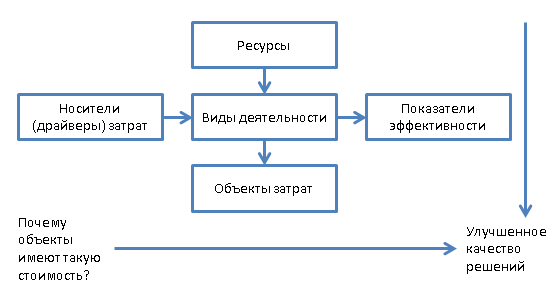 Ресурсы
Носители
(драйверы) затрат
Виды деятельности
Показатели
эффективности
Объекты затрат
Почему
объекты
имеют такую
стоимость?
Улучшенное
качество
решений